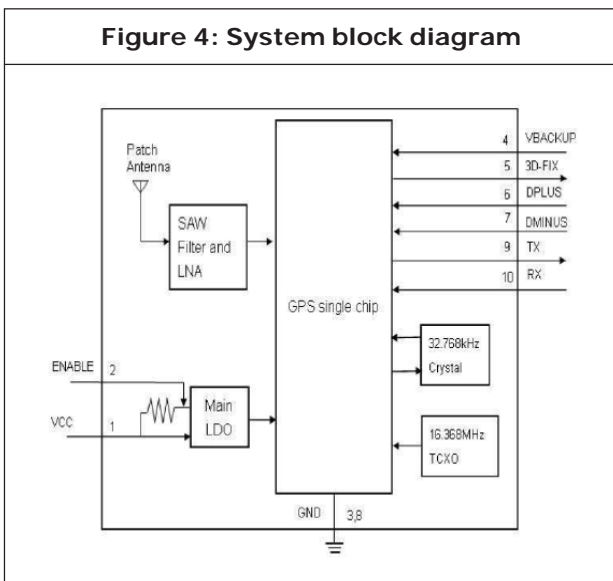 Figure 4: System block diagram
Patch
Antenna
SAW
Filter and
LNA
GPS single chip
4 VBACKUP
5 3D-FIX
6 DPLUS
7 DMINUS
9 TX
10 RX
32.768kHz
Crystal
16.368MHz
TCXO
ENABLE 2
VCC 1
Main
LDO
GND 3,8